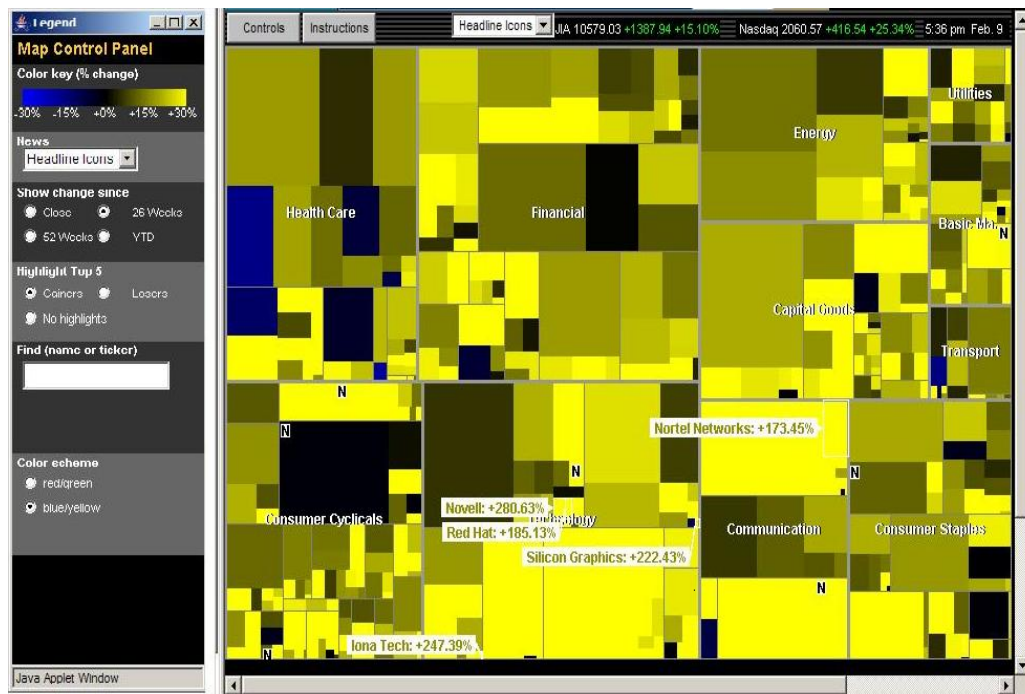 Legend
Map Control Panel
Color key (% change)
-30% -15% +0% +15% +30%
News
Headline Icons
Show change since
Close 26 Weeks
52 Weeks YTD
Highlight Top 5
Gainers Losers
No highlights
Find (name or ticker)
Color scheme
red/green
blue/yellow
Java Applet Window
Controls Instructions Headline Icons JIA 10579.03 +1387.94 +15.10% Nasdaq 2060.57 +416.54 +25.34% 5:36 pm Feb. 9
Utilities
Energy
Health Care Financial
Basic Mat.
N
Capital Goods
Transport
N
Nortel Networks: +173.45%
N
N N
Novell: +280.63%
Consumer Cyclicals Technology
Red Hat: +185.13%
Communication Consumer Staples
Silicon Graphics: +222.43%
N
Iona Tech: +247.39%
N